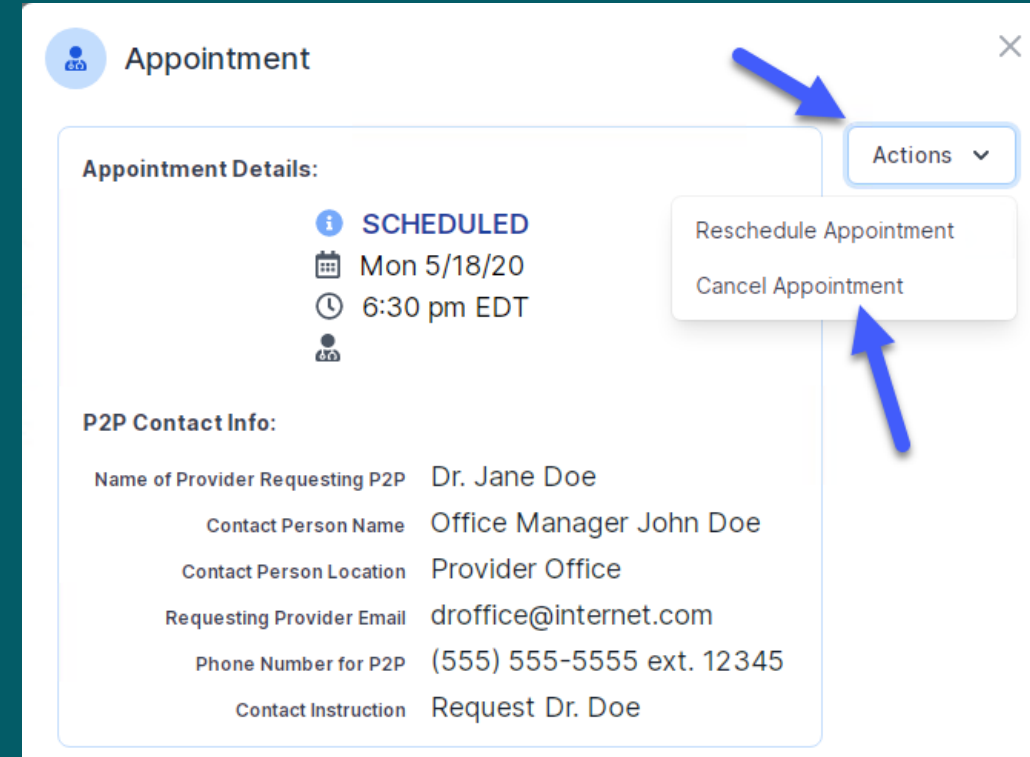 Appointment
Actions
Appointment Details:
SCHEDULED
Reschedule Appointment
Mon 5/18/20
Cancel Appointment
6:30 pm EDT
P2P Contact Info:
Name of Provider Requesting P2P Dr. Jane Doe
Contact Person Name Office Manager John Doe
Contact Person Location Provider Office
Requesting Provider Email droffice@internet.com
Phone Number for P2P (555) 555-5555 ext. 12345
Contact Instruction Request Dr. Doe